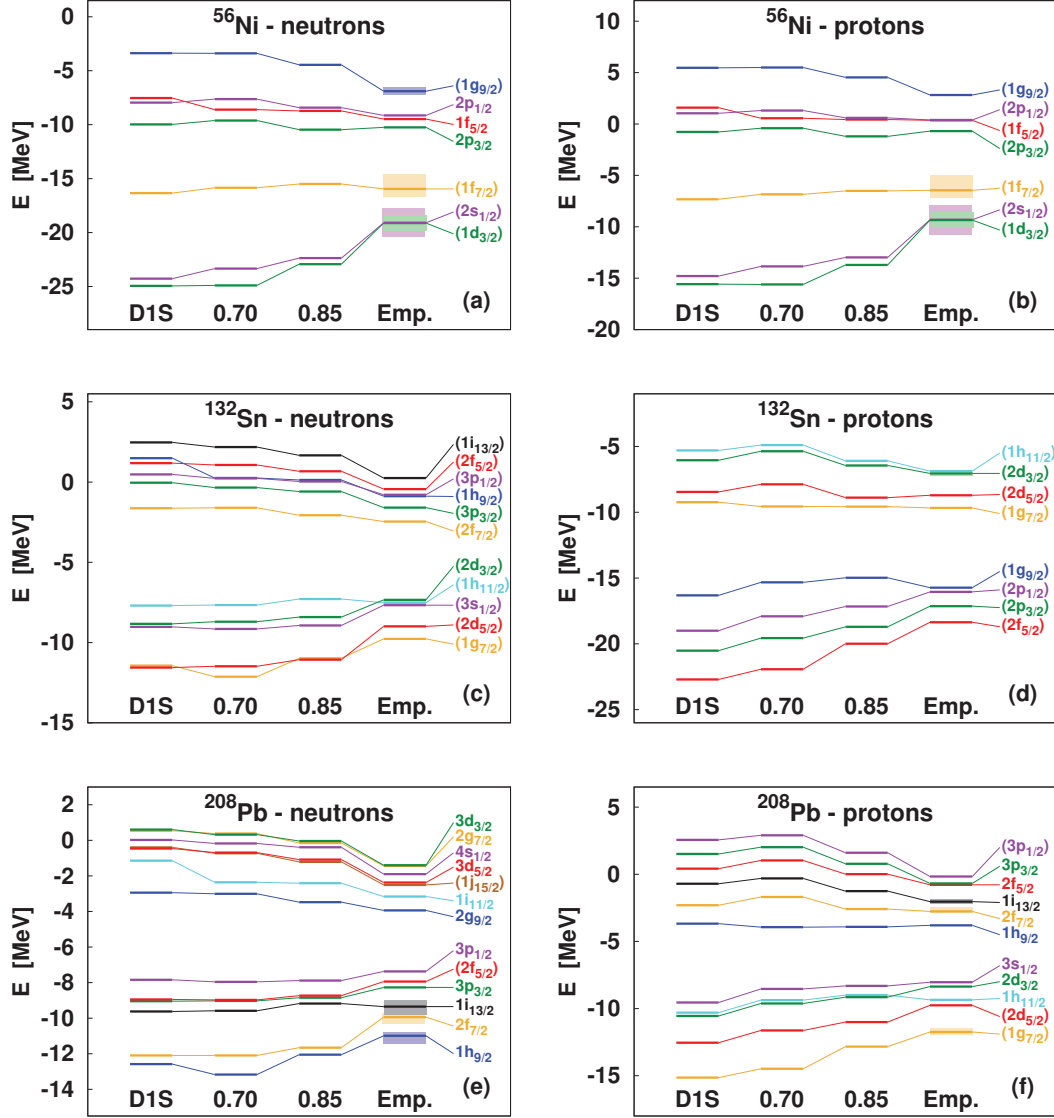 ⁵⁶Ni - neutrons
E [MeV]
0
-5
-10
-15
-20
-25
(1g9/2)
2p1/2
1f5/2
2p3/2
(1f7/2)
(2s1/2)
(1d3/2)
(a)
D1S 0.70 0.85 Emp.
⁵⁶Ni - protons
E [MeV]
10
5
0
-5
-10
-15
-20
(1g9/2)
(2p1/2)
(1f5/2)
(2p3/2)
(1f7/2)
(2s1/2)
(1d3/2)
(b)
D1S 0.70 0.85 Emp.
¹³²Sn - neutrons
E [MeV]
5
0
-5
-10
-15
(1i13/2)
(2f5/2)
(3p1/2)
(1h9/2)
(3p3/2)
(2f7/2)
(2d3/2)
(1h11/2)
(3s1/2)
(2d5/2)
(1g7/2)
(c)
D1S 0.70 0.85 Emp.
¹³²Sn - protons
E [MeV]
-5
-10
-15
-20
-25
(1h11/2)
(2d3/2)
(2d5/2)
(1g7/2)
(1g9/2)
(2p1/2)
(2p3/2)
(2f5/2)
(d)
D1S 0.70 0.85 Emp.
²⁰⁸Pb - neutrons
E [MeV]
2
0
-2
-4
-6
-8
-10
-12
-14
3d3/2
2g7/2
4s1/2
3d5/2
(1j15/2)
1i11/2
2g9/2
3p1/2
(2f5/2)
3p3/2
1i13/2
2f7/2
1h9/2
(e)
D1S 0.70 0.85 Emp.
²⁰⁸Pb - protons
E [MeV]
5
0
-5
-10
-15
(3p1/2)
3p3/2
2f5/2
1i13/2
2f7/2
1h9/2
3s1/2
2d3/2
1h11/2
(2d5/2)
(1g7/2)
(f)
D1S 0.70 0.85 Emp.